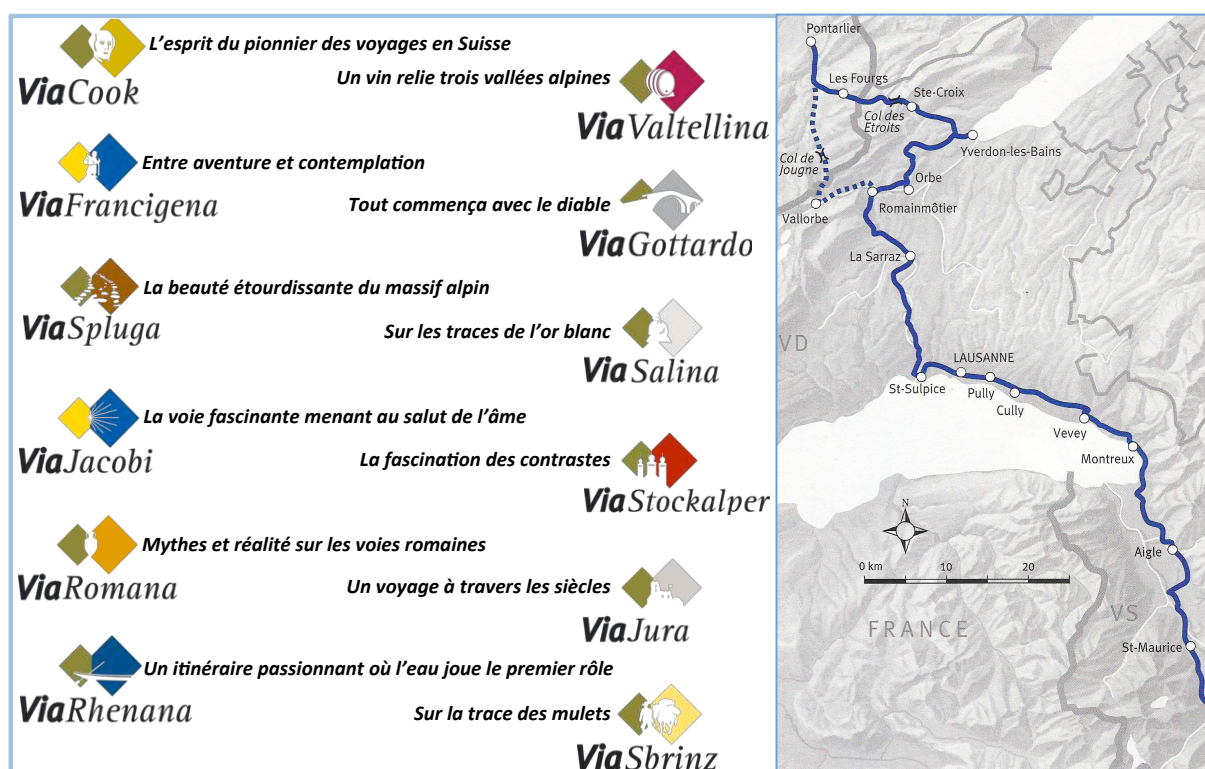 L'esprit du pionnier des voyages en Suisse
ViaCook
Un vin relie trois vallées alpines
ViaValtellina
Entre aventure et contemplation
ViaFrancigena
Tout commença avec le diable
ViaGottardo
La beauté étourdissante du massif alpin
ViaSpluga
Sur les traces de l'or blanc
ViaSalina
La voie fascinante menant au salut de l'âme
ViaJacobi
La fascination des contrastes
ViaStockalper
Mythes et réalité sur les voies romaines
ViaRomana
Un voyage à travers les siècles
ViaJura
Un itinéraire passionnant où l'eau joue le premier rôle
ViaRhenana
Sur la trace des mulets
ViaSbrinz
Pontarlier
Les Fourgs
Ste-Croix
Col des
Etroits
Yverdon-les-Bains
Col de
Jougne
Orbe
Vallorbe
Romainmôtier
La Sarraz
VD
LAUSANNE
St-Sulpice
Pully
Cully
Vevey
Montreux
N
Aigle
0 km
10
20
VS
FRANCE
St-Maurice